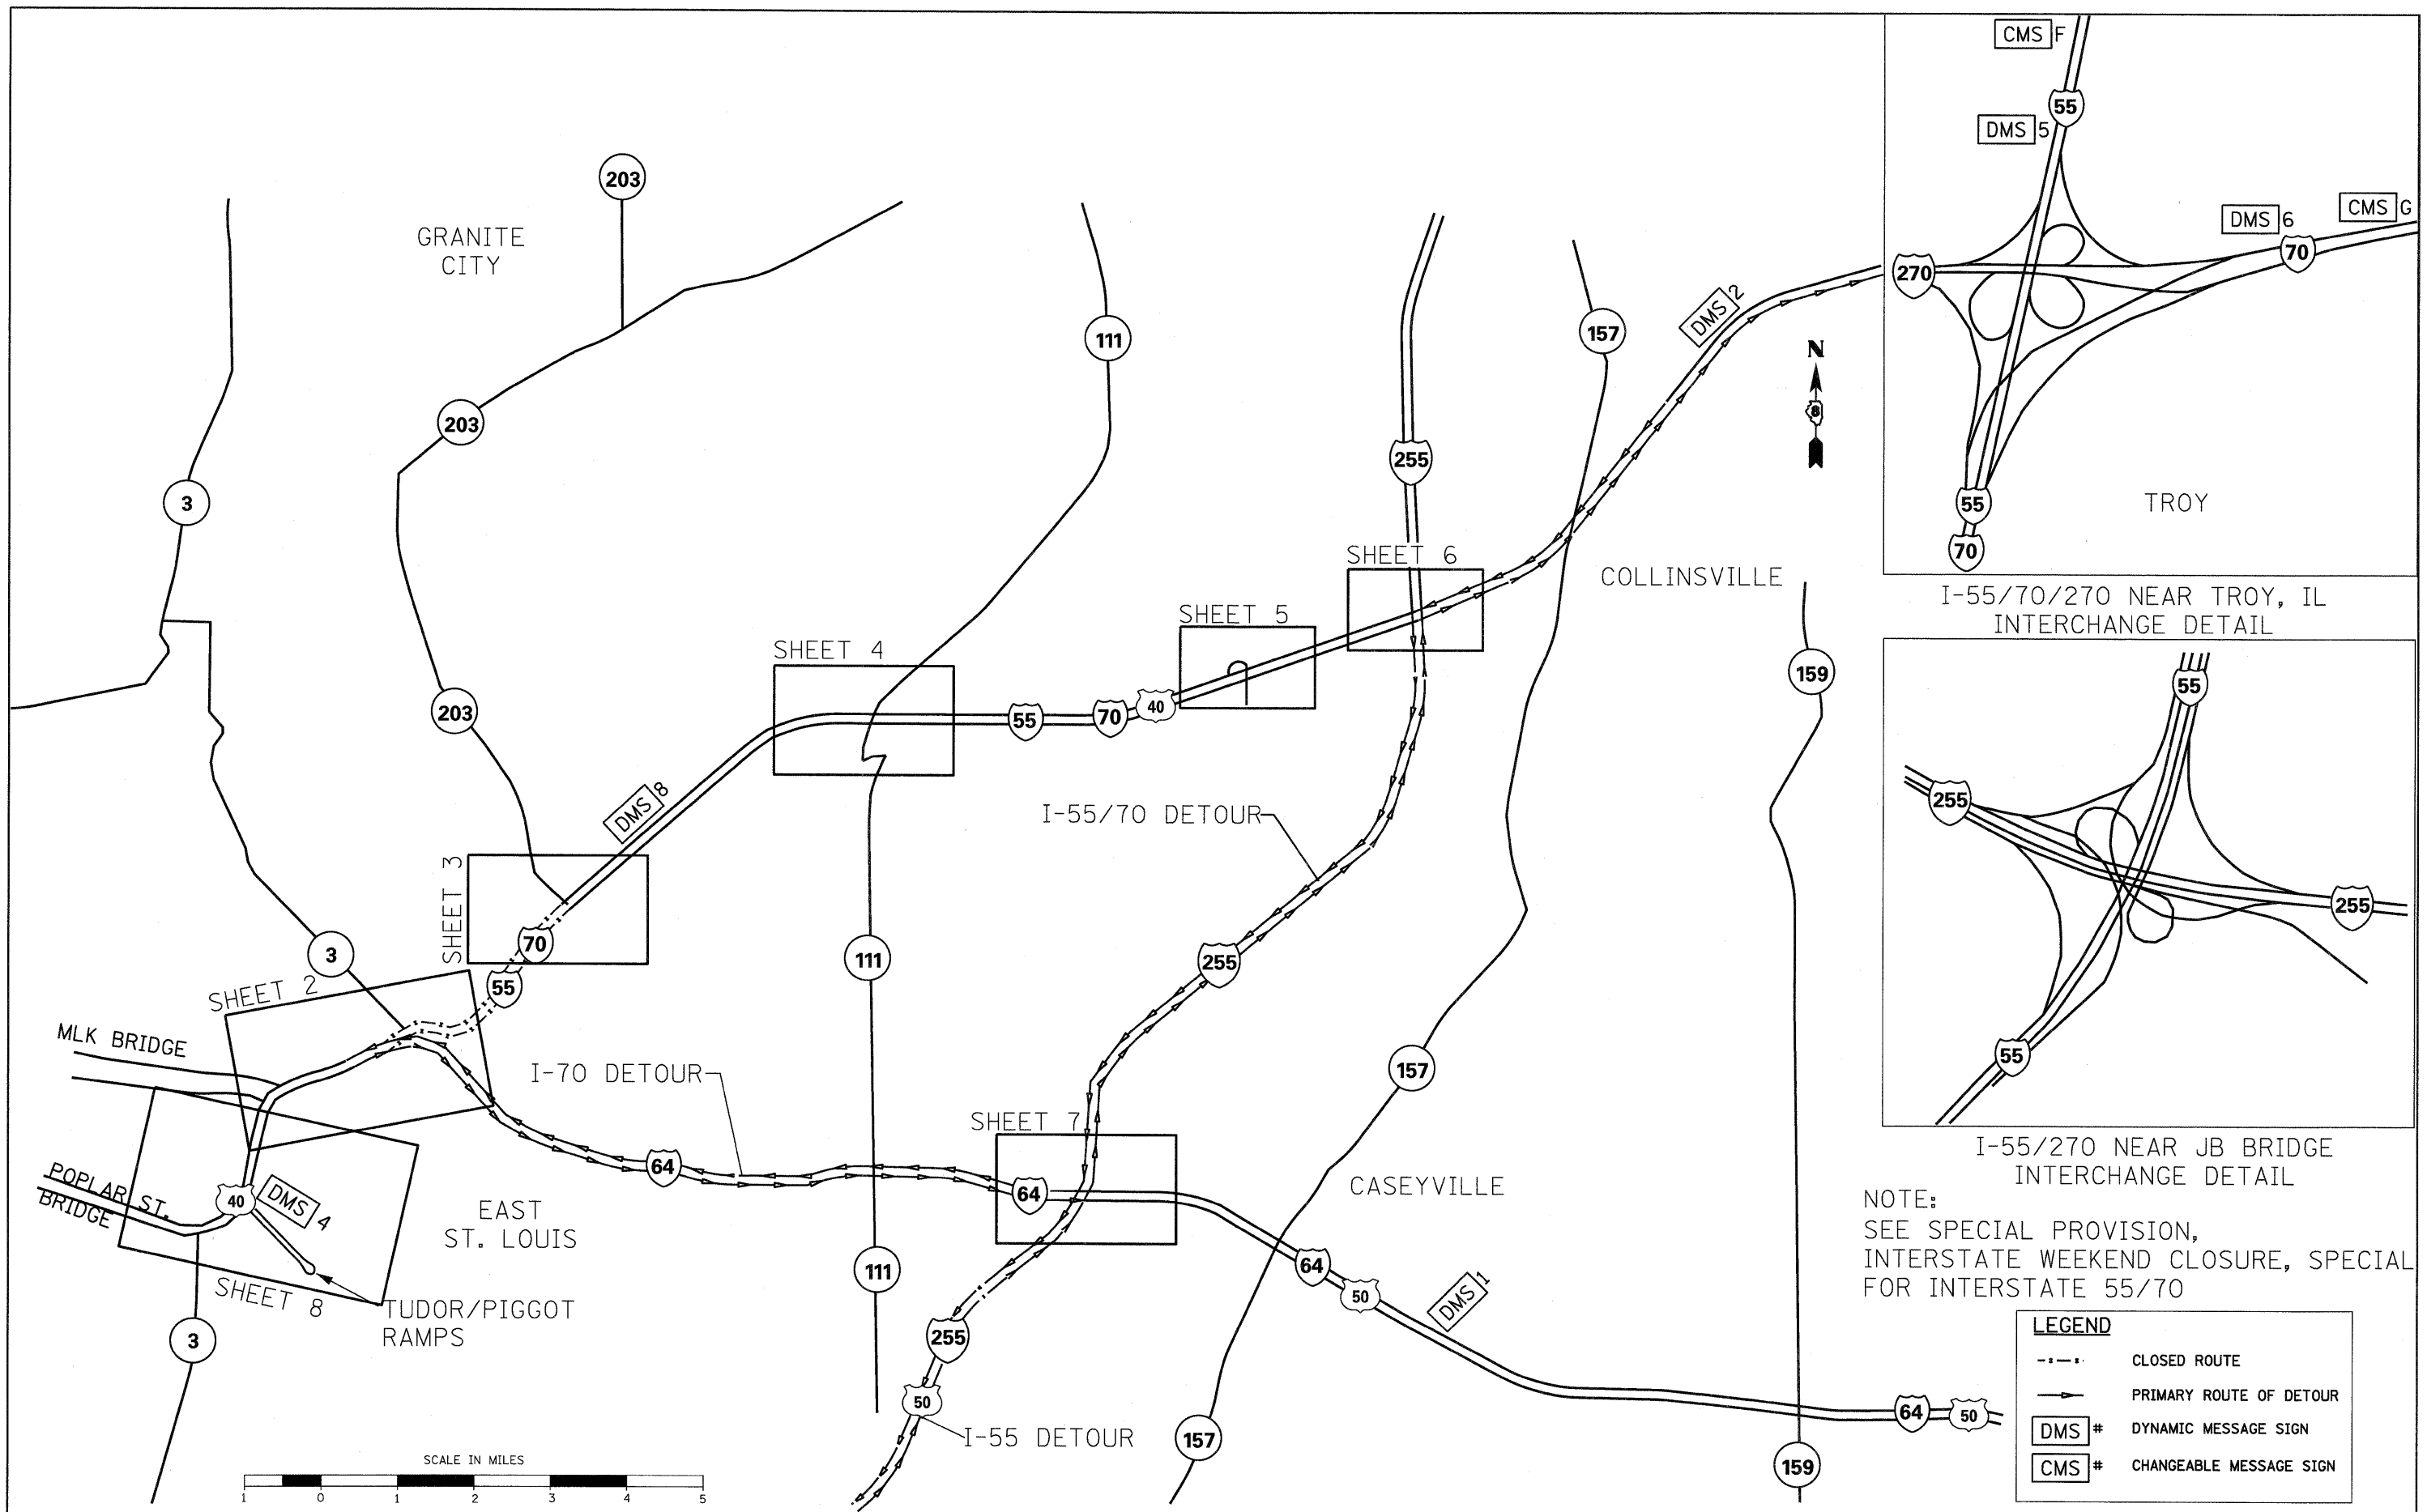 CMS F
55
DMS 5
DMS 6
CMS G
70
270
55
70
TROY
I-55/70/270 NEAR TROY, IL
INTERCHANGE DETAIL
203
GRANITE
CITY
203
203
3
111
157
255
DMS 2
N
8
SHEET 6
COLLINSVILLE
SHEET 5
SHEET 4
159
55
70
40
DMS 8
I-55/70 DETOUR
SHEET 3
70
55
3
SHEET 2
111
255
MLK BRIDGE
I-70 DETOUR
157
SHEET 7
64
64
CASEYVILLE
POPLAR ST.
BRIDGE
40
DMS 4
EAST
ST. LOUIS
SHEET 8
TUDOR/PIGGOT
RAMPS
3
111
64
50
DMS 1
255
50
I-55 DETOUR
157
159
64
50
55
255
255
55
I-55/270 NEAR JB BRIDGE
INTERCHANGE DETAIL
NOTE:
SEE SPECIAL PROVISION,
INTERSTATE WEEKEND CLOSURE, SPECIAL
FOR INTERSTATE 55/70
LEGEND
CLOSED ROUTE
PRIMARY ROUTE OF DETOUR
DMS # DYNAMIC MESSAGE SIGN
CMS # CHANGEABLE MESSAGE SIGN
SCALE IN MILES
1 0 1 2 3 4 5